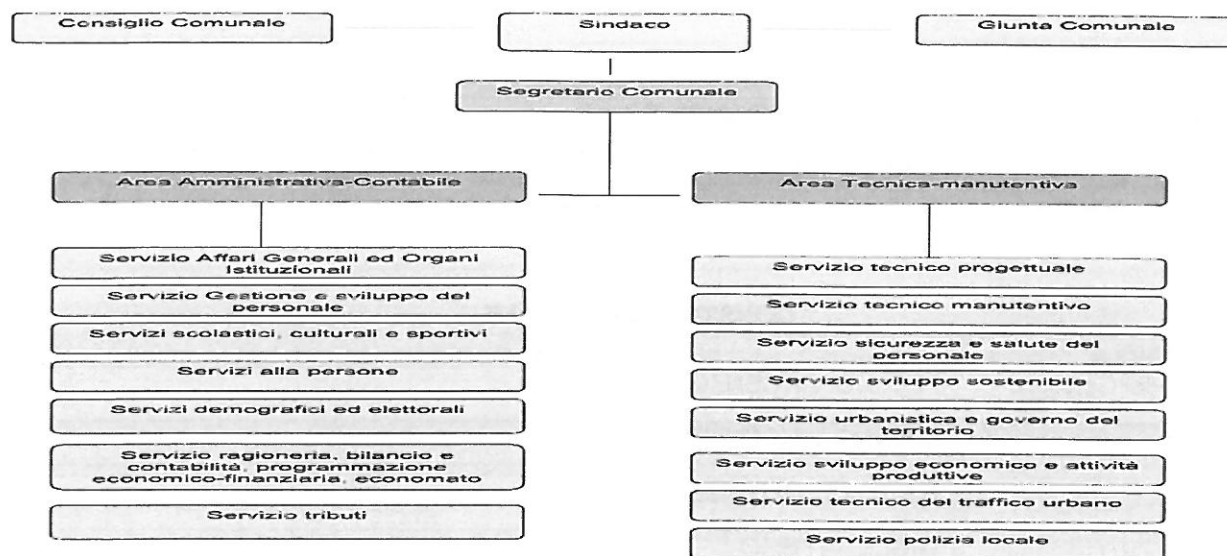 Consiglio Comunale
Sindaco
Giunta Comunale
Segretario Comunale
Area Amministrativa-Contabile
Servizio Affari Generali ed Organi
Istituzionali
Servizio Gestione e sviluppo del
personale
Servizi scolastici, culturali e sportivi
Servizi alla persone
Servizi demografici ed elettorali
Servizio ragioneria, bilancio e
contabilità, programmazione
economico-finanziaria, economato
Servizio tributi
Area Tecnica-manutentiva
Servizio tecnico progettuale
Servizio tecnico manutentivo
Servizio sicurezza e salute del
personale
Servizio sviluppo sostenibile
Servizio urbanistica e governo del
territorio
Servizio sviluppo economico e attività
produttive
Servizio tecnico del traffico urbano
Servizio polizia locale